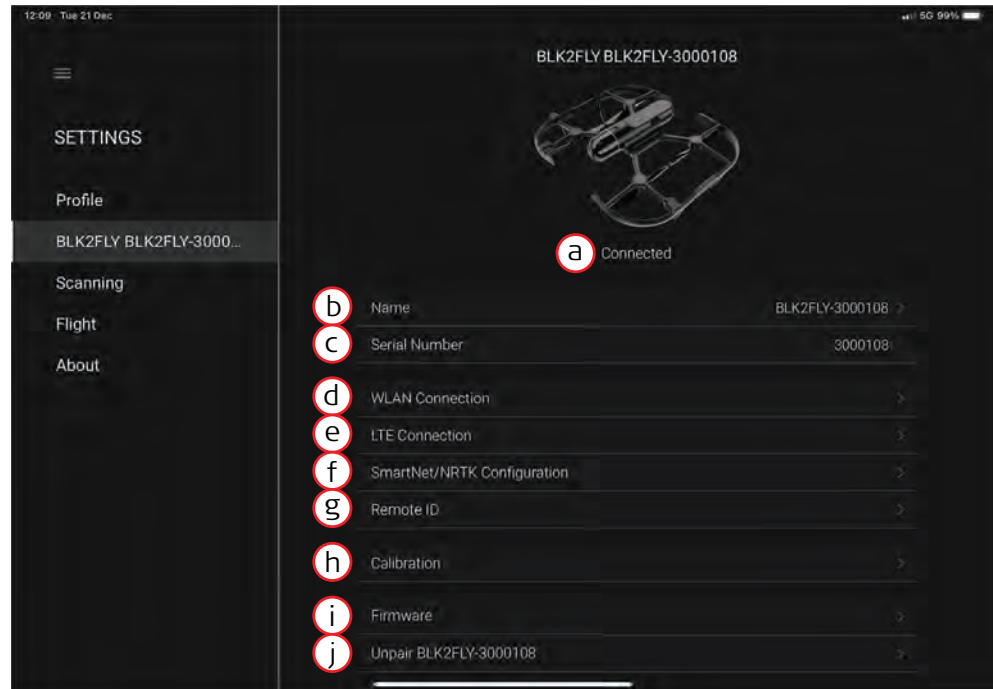 12:09 Tue 21 Dec
5G 99%
SETTINGS
Profile
BLK2FLY BLK2FLY-3000...
Scanning
Flight
About
BLK2FLY BLK2FLY-3000108
a Connected
b Name BLK2FLY-3000108 >
c Serial Number 3000108
d WLAN Connection >
e LTE Connection >
f SmartNet/NRTK Configuration >
g Remote ID >
h Calibration >
i Firmware >
j Unpair BLK2FLY-3000108 >